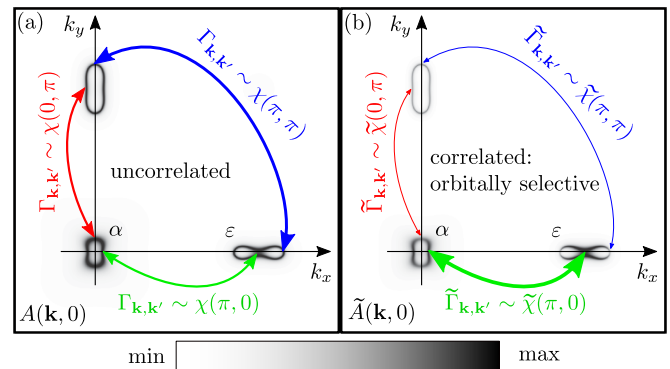 (a)
k_y
Γ_{k,k′} ∼ χ(0, π)
Γ_{k,k′} ∼ χ(π, π)
uncorrelated
α
ε
k_x
Γ_{k,k′} ∼ χ(π, 0)
A(k, 0)
(b)
k_y
Γ̃_{k,k′} ∼ χ̃(0, π)
Γ̃_{k,k′} ∼ χ̃(π, π)
correlated:
orbitally selective
α
ε
k_x
Γ̃_{k,k′} ∼ χ̃(π, 0)
Ã(k, 0)
min
max